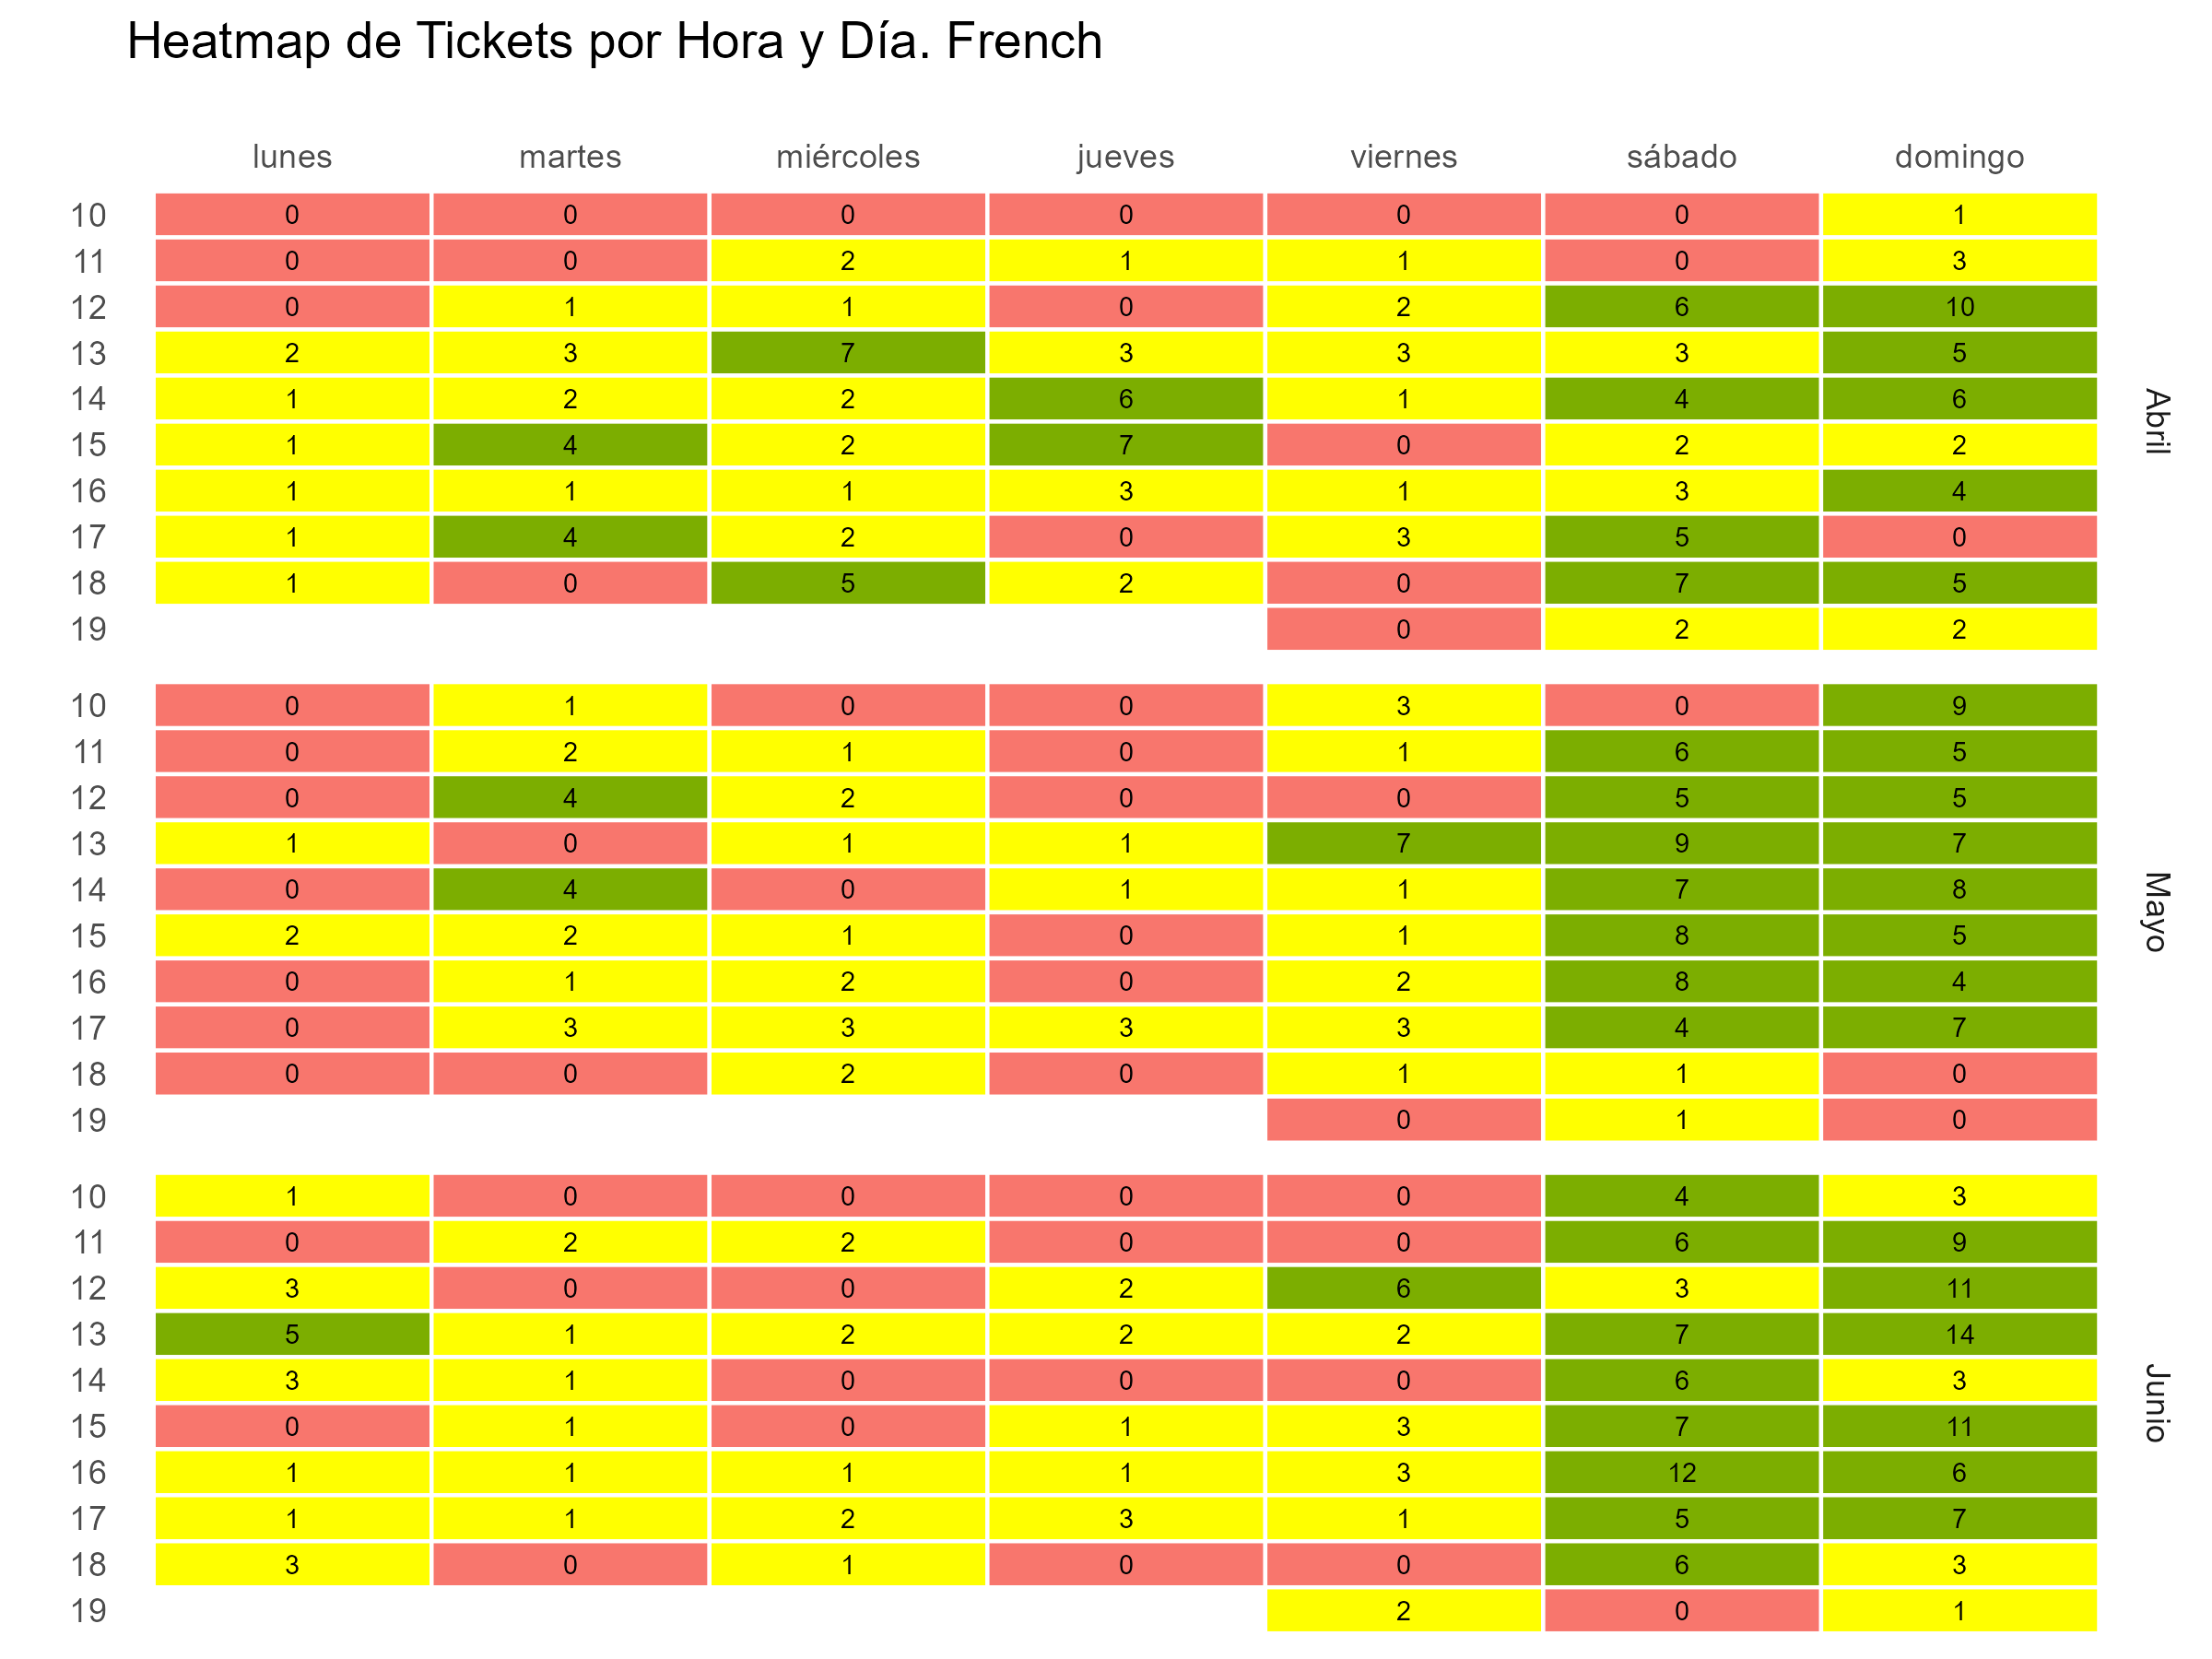 Heatmap de Tickets por Hora y Día. French
lunes martes miércoles jueves viernes sábado domingo
10 0 0 0 0 0 0 1
11 0 0 2 1 1 0 3
12 0 1 1 0 2 6 10
13 2 3 7 3 3 3 5
14 1 2 2 6 1 4 6
15 1 4 2 7 0 2 2
16 1 1 1 3 1 3 4
17 1 4 2 0 3 5 0
18 1 0 5 2 0 7 5
19 0 2 2
Abril
10 0 1 0 0 3 0 9
11 0 2 1 0 1 6 5
12 0 4 2 0 0 5 5
13 1 0 1 1 7 9 7
14 0 4 0 1 1 7 8
15 2 2 1 0 1 8 5
16 0 1 2 0 2 8 4
17 0 3 3 3 3 4 7
18 0 0 2 0 1 1 0
19 0 1 0
Mayo
10 1 0 0 0 0 4 3
11 0 2 2 0 0 6 9
12 3 0 0 2 6 3 11
13 5 1 2 2 2 7 14
14 3 1 0 0 0 6 3
15 0 1 0 1 3 7 11
16 1 1 1 1 3 12 6
17 1 1 2 3 1 5 7
18 3 0 1 0 0 6 3
19 2 0 1
Junio